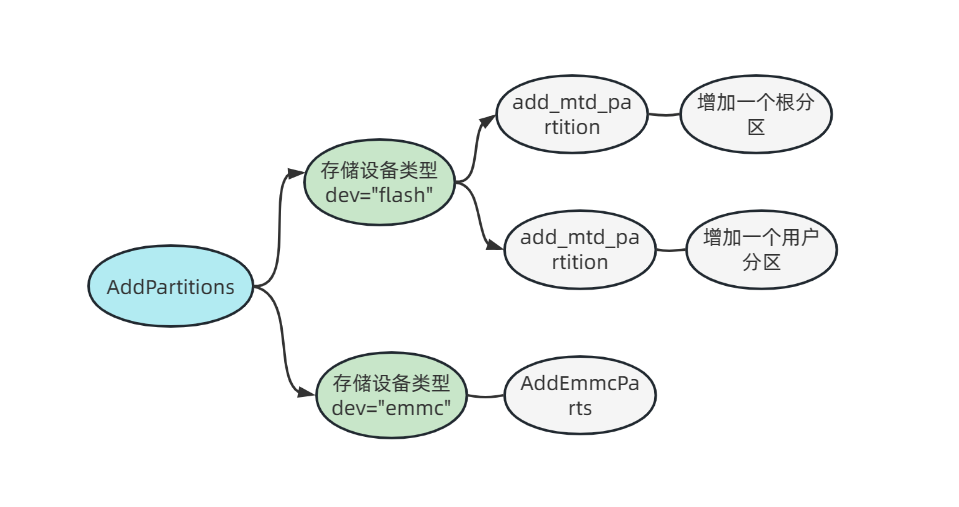 add_mtd_pa
rtition
增加一个根分
区
存储设备类型
dev="flash"
add_mtd_pa
rtition
增加一个用户
分区
AddPartitions
存储设备类型
dev="emmc"
AddEmmcPa
rts